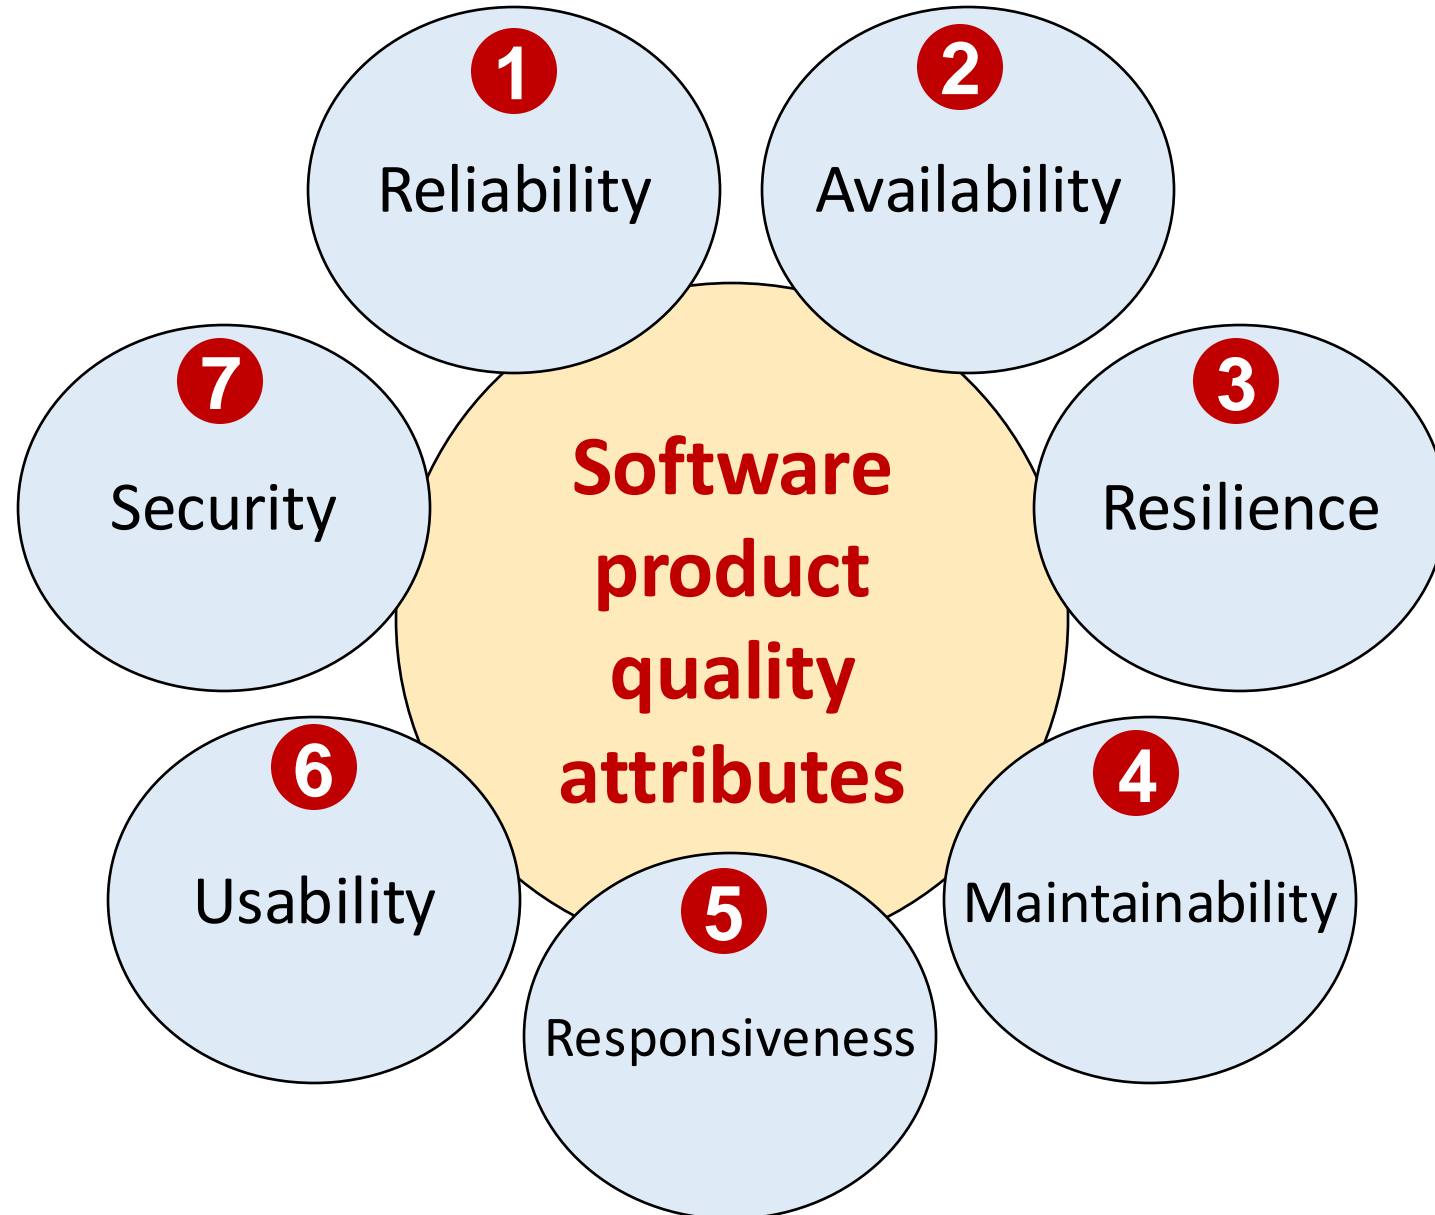 1
Reliability
2
Availability
3
Resilience
4
Maintainability
5
Responsiveness
6
Usability
7
Security
Software
product
quality
attributes